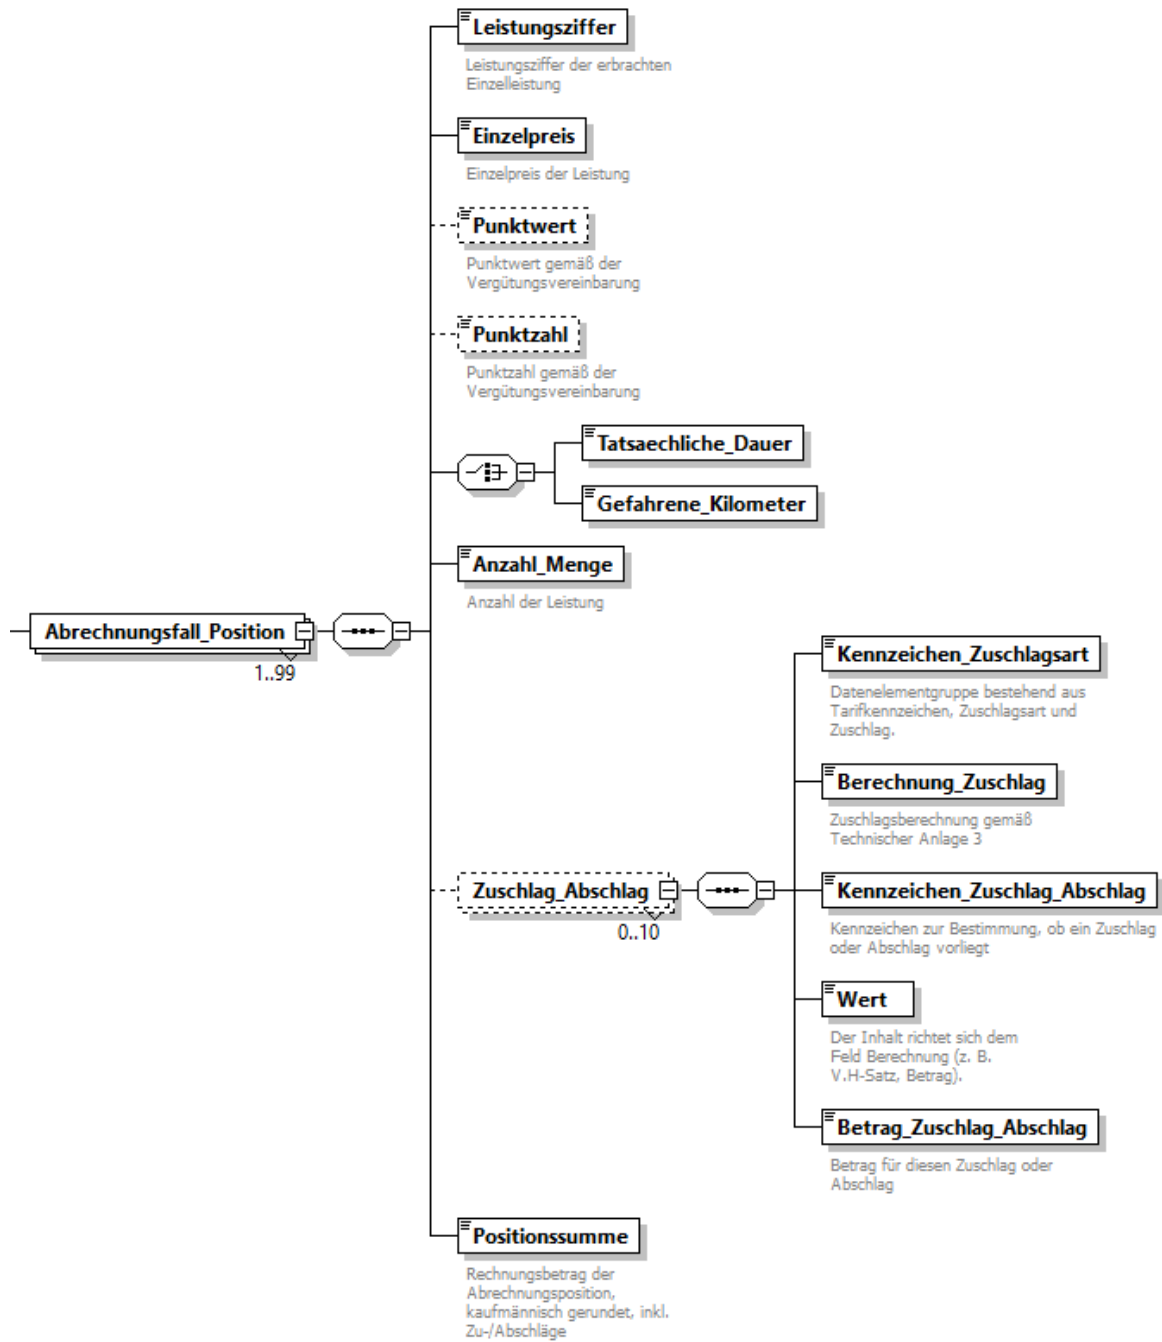 Leistungsziffer
Leistungsziffer der erbrachten
Einzelleistung
Einzelpreis
Einzelpreis der Leistung
Punktwert
Punktwert gemäß der
Vergütungsvereinbarung
Punktzahl
Punktzahl gemäß der
Vergütungsvereinbarung
Tatsaechliche_Dauer
Gefahrene_Kilometer
Anzahl_Menge
Anzahl der Leistung
Abrechnungsfall_Position
1..99
Kennzeichen_Zuschlagsart
Datenelementgruppe bestehend aus
Tarifkennzeichen, Zuschlagsart und
Zuschlag.
Berechnung_Zuschlag
Zuschlagsberechnung gemäß
Technischer Anlage 3
Zuschlag_Abschlag
0..10
Kennzeichen_Zuschlag_Abschlag
Kennzeichen zur Bestimmung, ob ein Zuschlag
oder Abschlag vorliegt
Wert
Der Inhalt richtet sich dem
Feld Berechnung (z. B.
V.H-Satz, Betrag).
Betrag_Zuschlag_Abschlag
Betrag für diesen Zuschlag oder
Abschlag
Positionssumme
Rechnungsbetrag der
Abrechnungsposition,
kaufmännisch gerundet, inkl.
Zu-/Abschläge